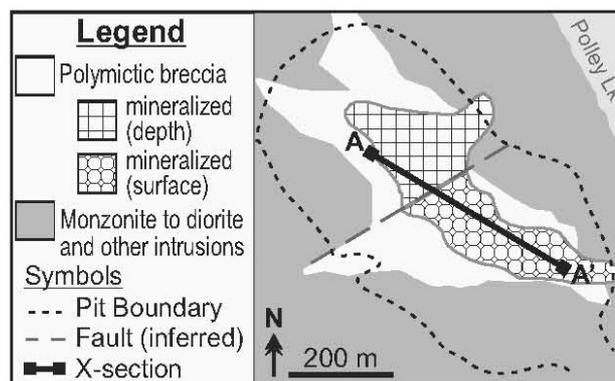 Legend
Polymictic breccia
mineralized
(depth)
mineralized
(surface)
Monzonite to diorite
and other intrusions
Symbols
Pit Boundary
Fault (inferred)
X-section
Polley Lk
A
A'
N
200 m